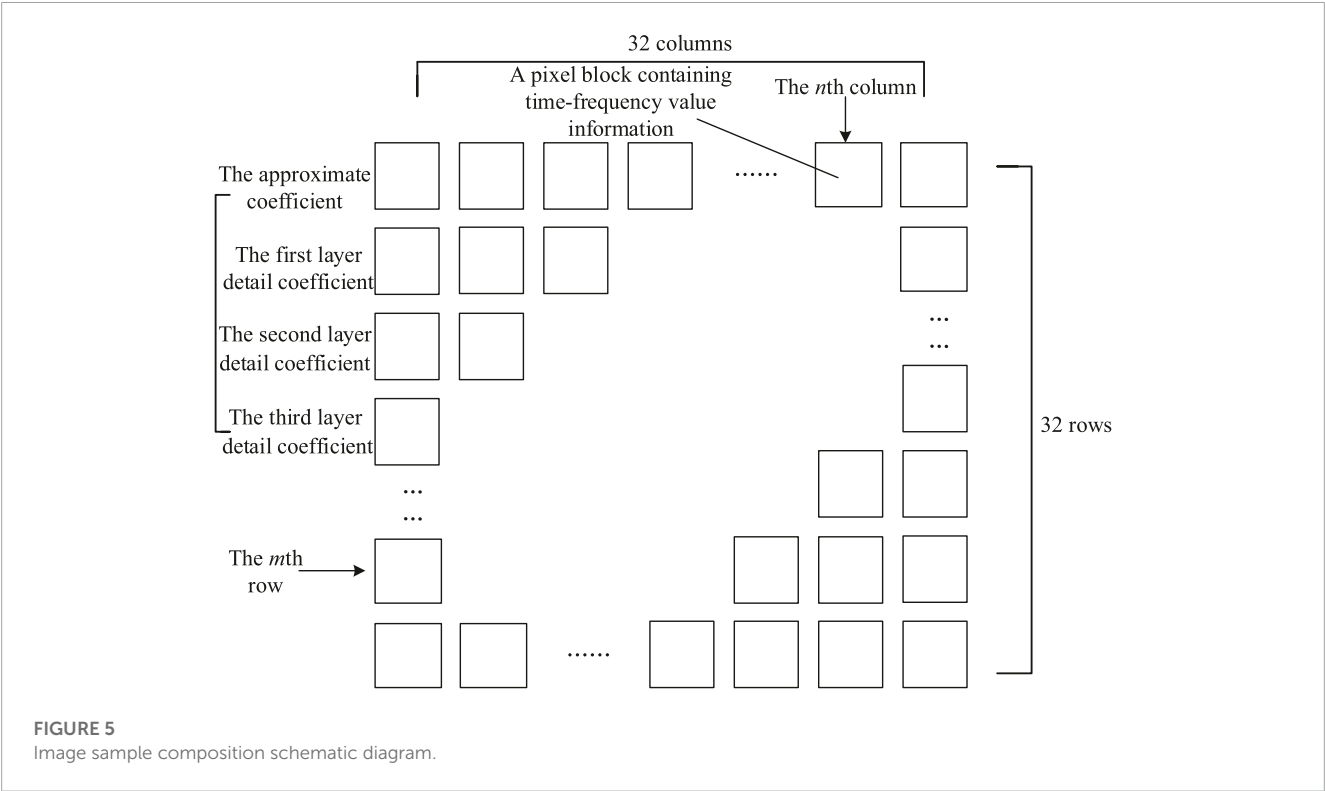 32 columns
A pixel block containing
time-frequency value
information
The nth column
The approximate
coefficient
......
The first layer
detail coefficient
...
...
The second layer
detail coefficient
The third layer
detail coefficient
32 rows
...
...
The mth
row
......
FIGURE 5
Image sample composition schematic diagram.